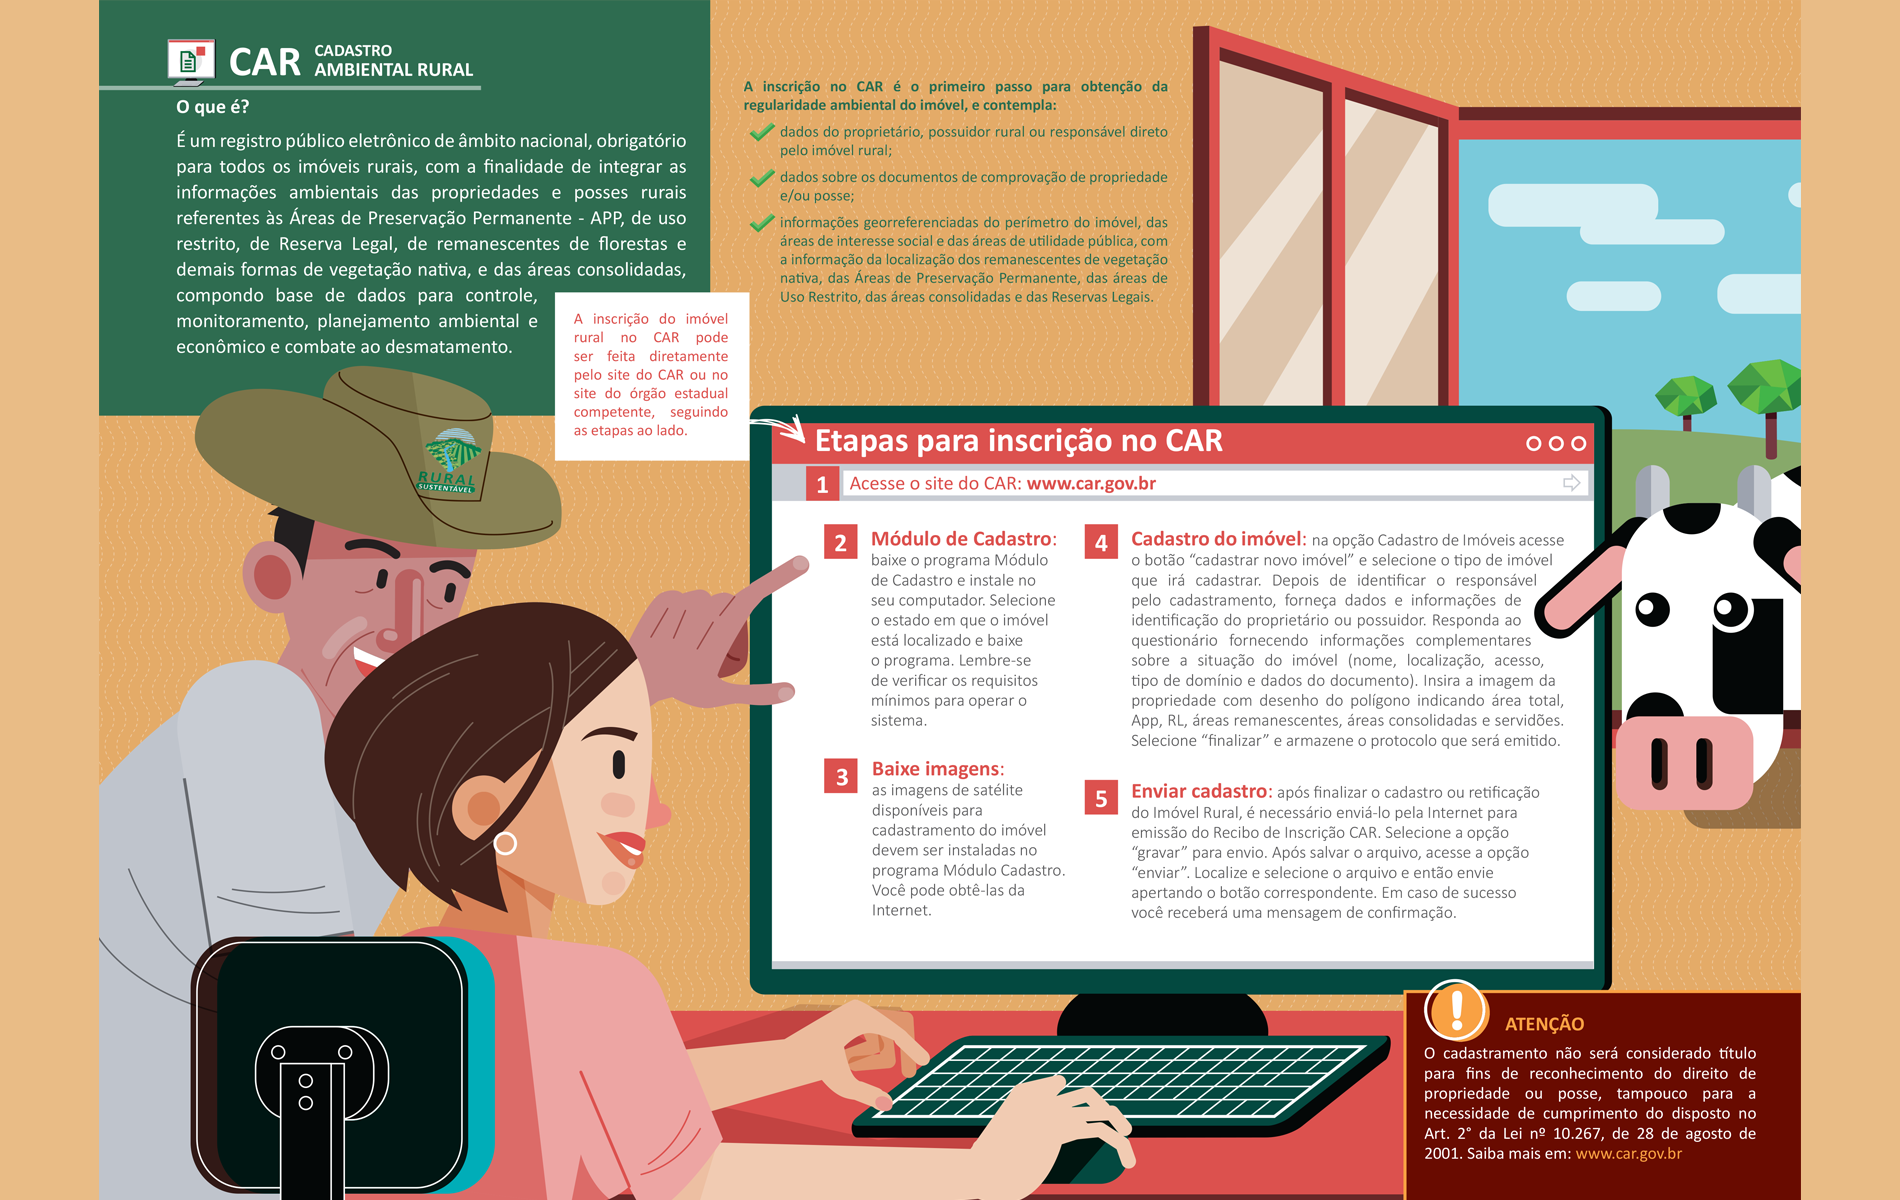 CAR CADASTRO
AMBIENTAL RURAL
O que é?
É um registro público eletrônico de âmbito nacional, obrigatório
para todos os imóveis rurais, com a finalidade de integrar as
informações ambientais das propriedades e posses rurais
referentes às Áreas de Preservação Permanente - APP, de uso
restrito, de Reserva Legal, de remanescentes de florestas e
demais formas de vegetação nativa, e das áreas consolidadas,
compondo base de dados para controle,
monitoramento, planejamento ambiental e
econômico e combate ao desmatamento.
A inscrição do imóvel
rural no CAR pode
ser feita diretamente
pelo site do CAR ou no
site do órgão estadual
competente, seguindo
as etapas ao lado.
A inscrição no CAR é o primeiro passo para obtenção da
regularidade ambiental do imóvel, e contempla:
dados do proprietário, possuidor rural ou responsável direto
pelo imóvel rural;
dados sobre os documentos de comprovação de propriedade
e/ou posse;
informações georreferenciadas do perímetro do imóvel, das
áreas de interesse social e das áreas de utilidade pública, com
a informação da localização dos remanescentes de vegetação
nativa, das Áreas de Preservação Permanente, das áreas de
Uso Restrito, das áreas consolidadas e das Reservas Legais.
RURAL
SUSTENTÁVEL
Etapas para inscrição no CAR
1 Acesse o site do CAR: www.car.gov.br
2 Módulo de Cadastro:
baixe o programa Módulo
de Cadastro e instale no
seu computador. Selecione
o estado em que o imóvel
está localizado e baixe
o programa. Lembre-se
de verificar os requisitos
mínimos para operar o
sistema.
3 Baixe imagens:
as imagens de satélite
disponíveis para
cadastramento do imóvel
devem ser instaladas no
programa Módulo Cadastro.
Você pode obtê-las da
Internet.
4 Cadastro do imóvel: na opção Cadastro de Imóveis acesse
o botão “cadastrar novo imóvel” e selecione o tipo de imóvel
que irá cadastrar. Depois de identificar o responsável
pelo cadastramento, forneça dados e informações de
identificação do proprietário ou possuidor. Responda ao
questionário fornecendo informações complementares
sobre a situação do imóvel (nome, localização, acesso,
tipo de domínio e dados do documento). Insira a imagem da
propriedade com desenho do polígono indicando área total,
App, RL, áreas remanescentes, áreas consolidadas e servidões.
Selecione “finalizar” e armazene o protocolo que será emitido.
5 Enviar cadastro: após finalizar o cadastro ou retificação
do Imóvel Rural, é necessário enviá-lo pela Internet para
emissão do Recibo de Inscrição CAR. Selecione a opção
“gravar” para envio. Após salvar o arquivo, acesse a opção
“enviar”. Localize e selecione o arquivo e então envie
apertando o botão correspondente. Em caso de sucesso
você receberá uma mensagem de confirmação.
! ATENÇÃO
O cadastramento não será considerado título
para fins de reconhecimento do direito de
propriedade ou posse, tampouco para a
necessidade de cumprimento do disposto no
Art. 2° da Lei nº 10.267, de 28 de agosto de
2001. Saiba mais em: www.car.gov.br